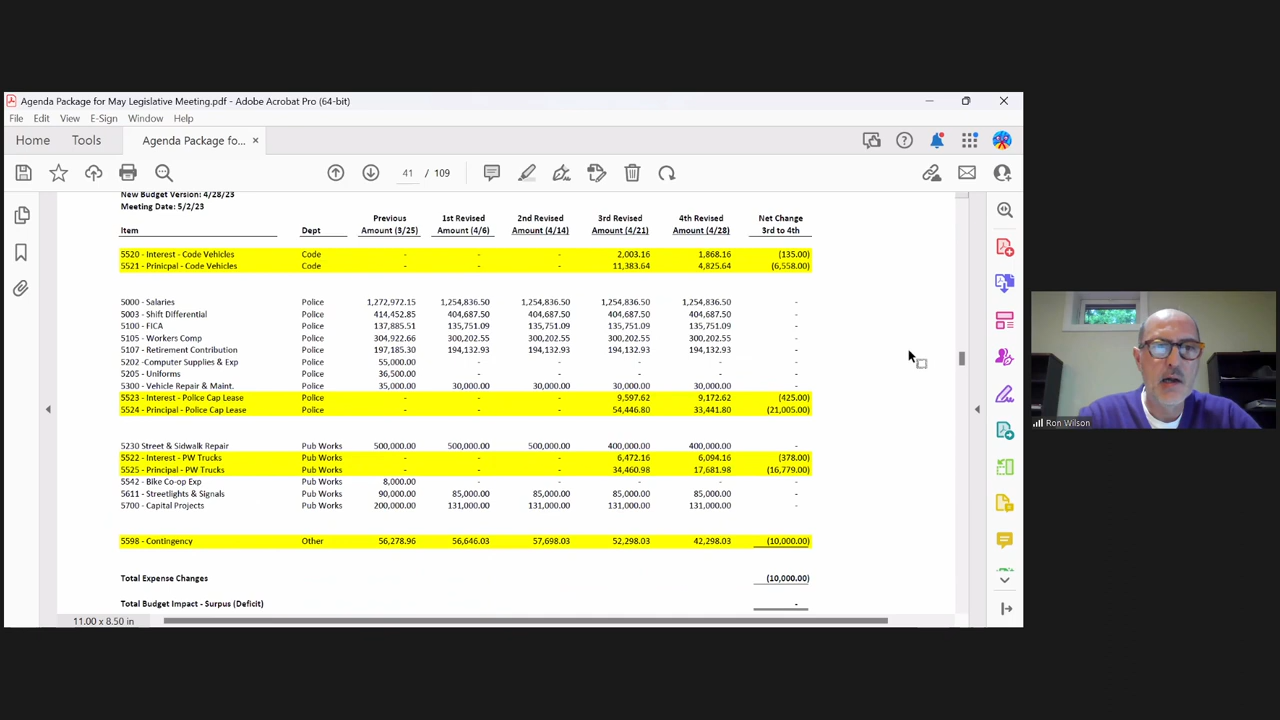 Agenda Package for May Legislative Meeting.pdf - Adobe Acrobat Pro (64-bit)
File Edit View E-Sign Window Help
Home Tools Agenda Package fo... ×
41 / 109
New Budget Version: 4/28/23
Meeting Date: 5/2/23
Previous 1st Revised 2nd Revised 3rd Revised 4th Revised Net Change
Item Dept Amount (3/25) Amount (4/6) Amount (4/14) Amount (4/21) Amount (4/28) 3rd to 4th
5520 - Interest - Code Vehicles Code - - - 2,003.16 1,868.16 (135.00)
5521 - Prinicpal - Code Vehicles Code - - - 11,383.64 4,825.64 (6,558.00)
5000 - Salaries Police 1,272,972.15 1,254,836.50 1,254,836.50 1,254,836.50 1,254,836.50 -
5003 - Shift Differential Police 414,452.85 404,687.50 404,687.50 404,687.50 404,687.50 -
5100 - FICA Police 137,885.51 135,751.09 135,751.09 135,751.09 135,751.09 -
5105 - Workers Comp Police 304,922.66 300,202.55 300,202.55 300,202.55 300,202.55 -
5107 - Retirement Contribution Police 197,185.30 194,132.93 194,132.93 194,132.93 194,132.93 -
5202 -Computer Supplies & Exp Police 55,000.00 - - - - -
5205 - Uniforms Police 36,500.00 - - - - -
5300 - Vehicle Repair & Maint. Police 35,000.00 30,000.00 30,000.00 30,000.00 30,000.00 -
5523 - Interest - Police Cap Lease Police - - - 9,597.62 9,172.62 (425.00)
5524 - Principal - Police Cap Lease Police - - - 54,446.80 33,441.80 (21,005.00)
5230 Street & Sidwalk Repair Pub Works 500,000.00 500,000.00 500,000.00 400,000.00 400,000.00 -
5522 - Interest - PW Trucks Pub Works - - - 6,472.16 6,094.16 (378.00)
5525 - Principal - PW Trucks Pub Works - - - 34,460.98 17,681.98 (16,779.00)
5542 - Bike Co-op Exp Pub Works 8,000.00 -
5611 - Streetlights & Signals Pub Works 90,000.00 85,000.00 85,000.00 85,000.00 85,000.00 -
5700 - Capital Projects Pub Works 200,000.00 131,000.00 131,000.00 131,000.00 131,000.00 -
5598 - Contingency Other 56,278.96 56,646.03 57,698.03 52,298.03 42,298.03 (10,000.00)
Total Expense Changes (10,000.00)
Total Budget Impact - Surpus (Deficit) -
11.00 x 8.50 in
Ron Wilson